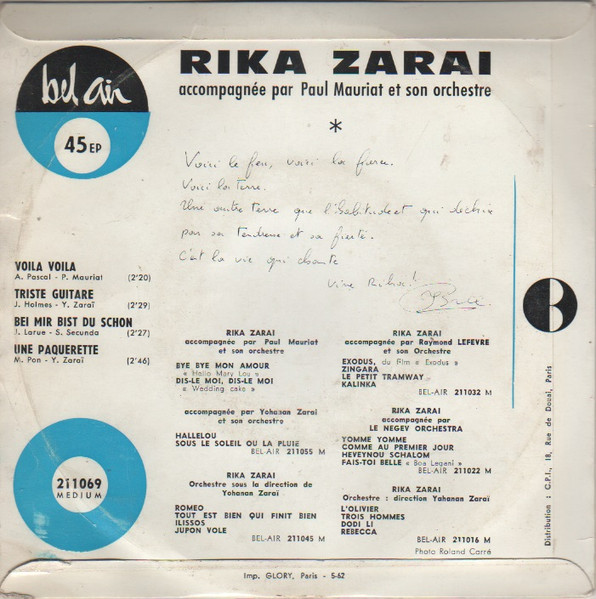 bel air
45 EP
RIKA ZARAI
accompagnée par Paul Mauriat et son orchestre
*
Voici le feu, voici la
Voici la terre.
Une autre terre que l'habitude et qui déchire
par sa tendresse et sa fierté.
C'est la vie qui chante
Vive Rika!
VOILA VOILA
A. Pascal - P. Mauriat (2'20)
TRISTE GUITARE
J. Holmes - Y. Zaraï (2'29)
BEI MIR BIST DU SCHON
J. Larue - S. Secunda (2'27)
UNE PAQUERETTE
M. Pon - Y. Zaraï (2'46)
211069
MEDIUM
RIKA ZARAI
accompagnée par Paul Mauriat
et son orchestre
BYE BYE MON AMOUR
« Hello Mary Lou »
DIS-LE MOI, DIS-LE MOI
« Wedding cake »
accompagnée par Yohanan Zarai
et son orchestre
HALLELOU
SOUS LE SOLEIL OU LA PLUIE
BEL-AIR 211055 M
RIKA ZARAI
Orchestre sous la direction de
Yohanan Zaraï
ROMEO
TOUT EST BIEN QUI FINIT BIEN
ILISSOS
JUPON VOLE
BEL-AIR 211045 M
RIKA ZARAI
accompagnée par Raymond LEFEVRE
et son Orchestre
EXODUS, du film « Exodus »
ZINGARA
LE PETIT TRAMWAY
KALINKA
BEL-AIR 211032 M
RIKA ZARAI
accompagnée par
LE NEGEV ORCHESTRA
YOMME YOMME
COMME AU PREMIER JOUR
HEVEYNOU SCHALOM
FAIS-TOI BELLE « Boa Legani »
BEL-AIR 211022 M
RIKA ZARAI
Orchestre : direction Yahanan Zaraï
L'OLIVIER
TROIS HOMMES
DODI LI
REBECCA
BEL-AIR 211016 M
Photo Roland Carré
Distribution : C.P.I., 18, Rue de Douai, Paris
Imp. GLORY, Paris - 5-62